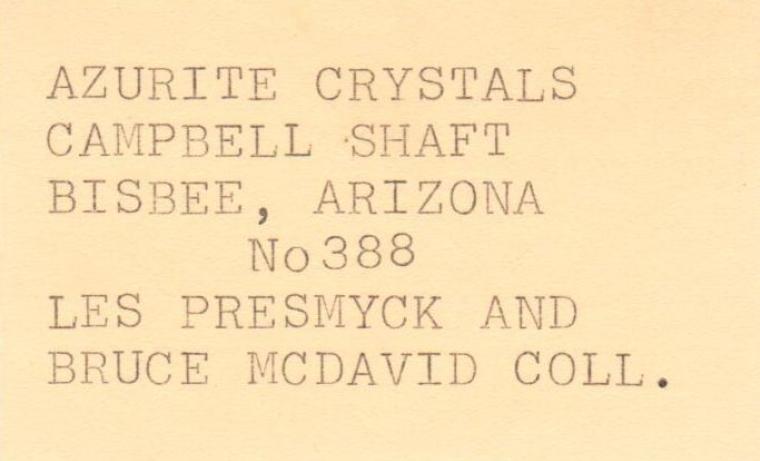 AZURITE CRYSTALS
CAMPBELL SHAFT
BISBEE, ARIZONA
No388
LES PRESMYCK AND
BRUCE MCDAVID COLL.